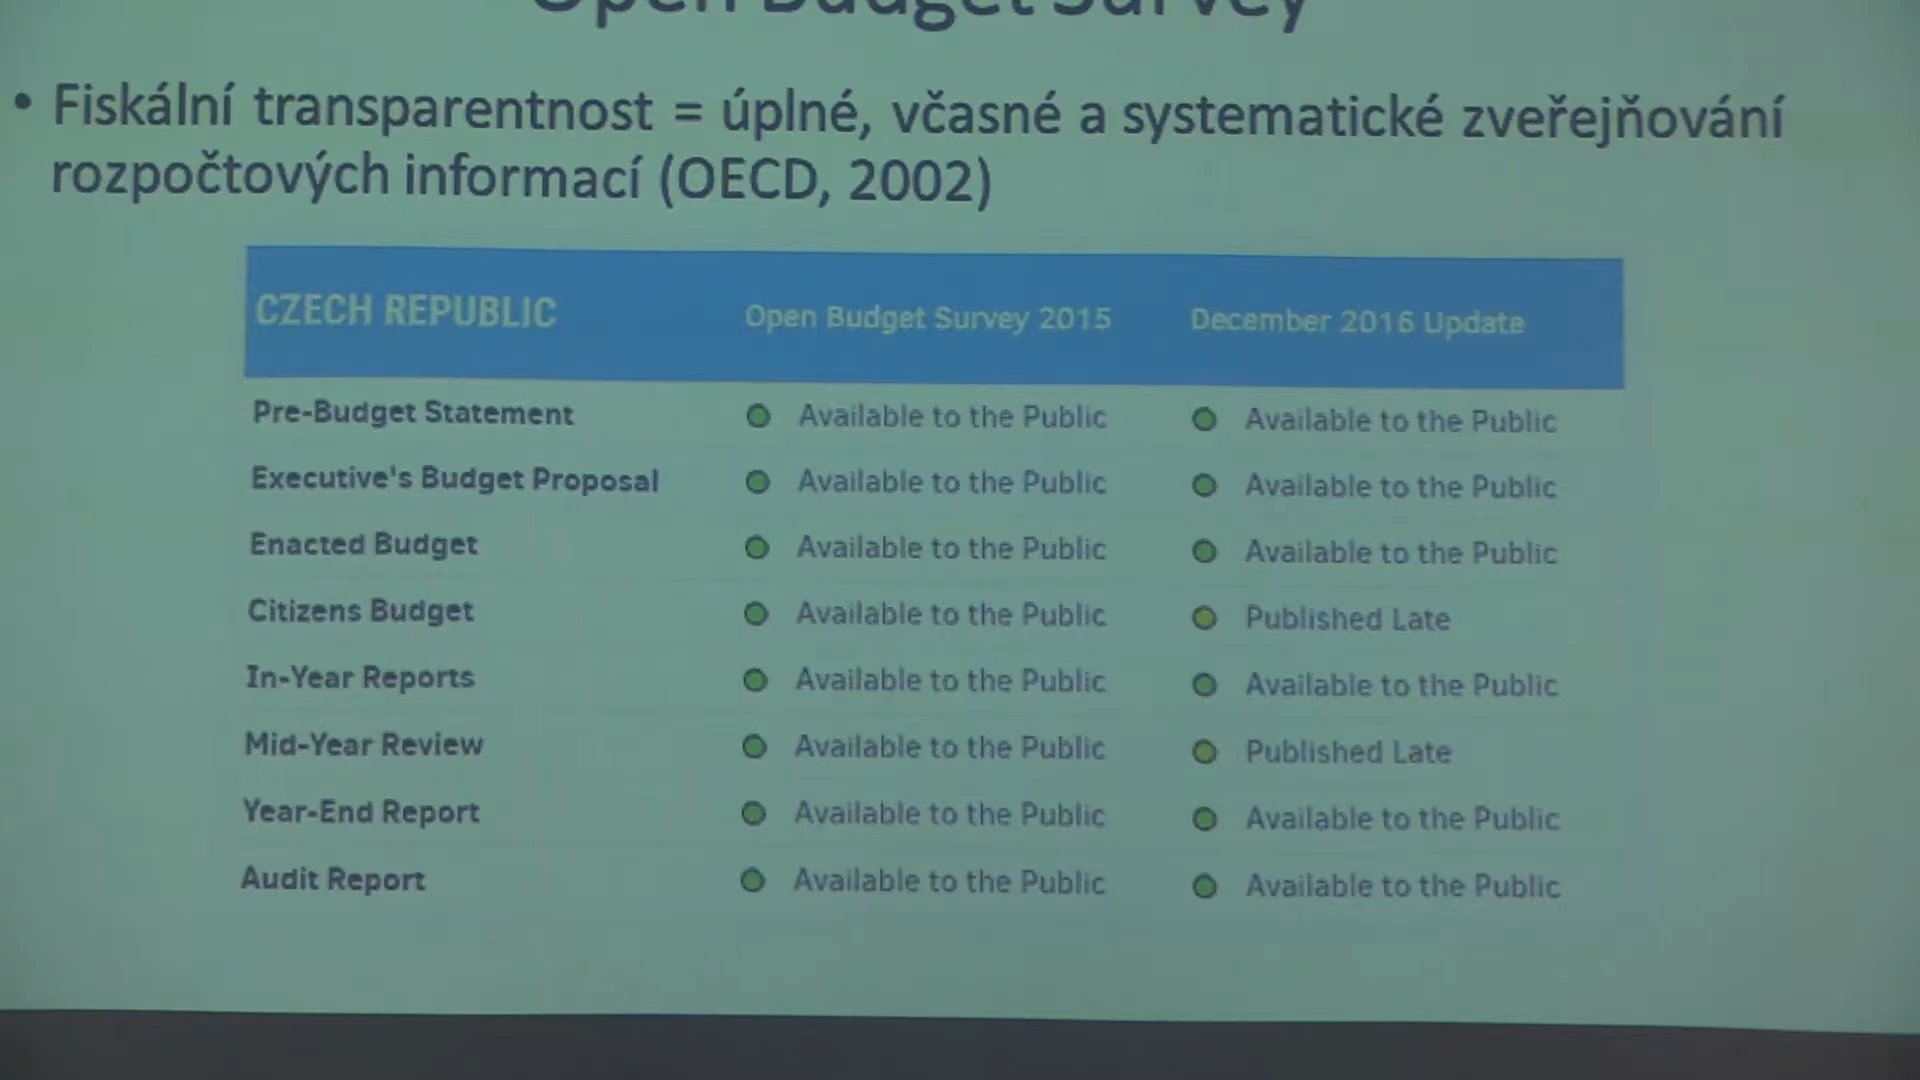 Open Budget Survey
• Fiskální transparentnost = úplné, včasné a systematické zveřejňování
rozpočtových informací (OECD, 2002)
CZECH REPUBLIC Open Budget Survey 2015 December 2016 Update
Pre-Budget Statement Available to the Public Available to the Public
Executive's Budget Proposal Available to the Public Available to the Public
Enacted Budget Available to the Public Available to the Public
Citizens Budget Available to the Public Published Late
In-Year Reports Available to the Public Available to the Public
Mid-Year Review Available to the Public Published Late
Year-End Report Available to the Public Available to the Public
Audit Report Available to the Public Available to the Public